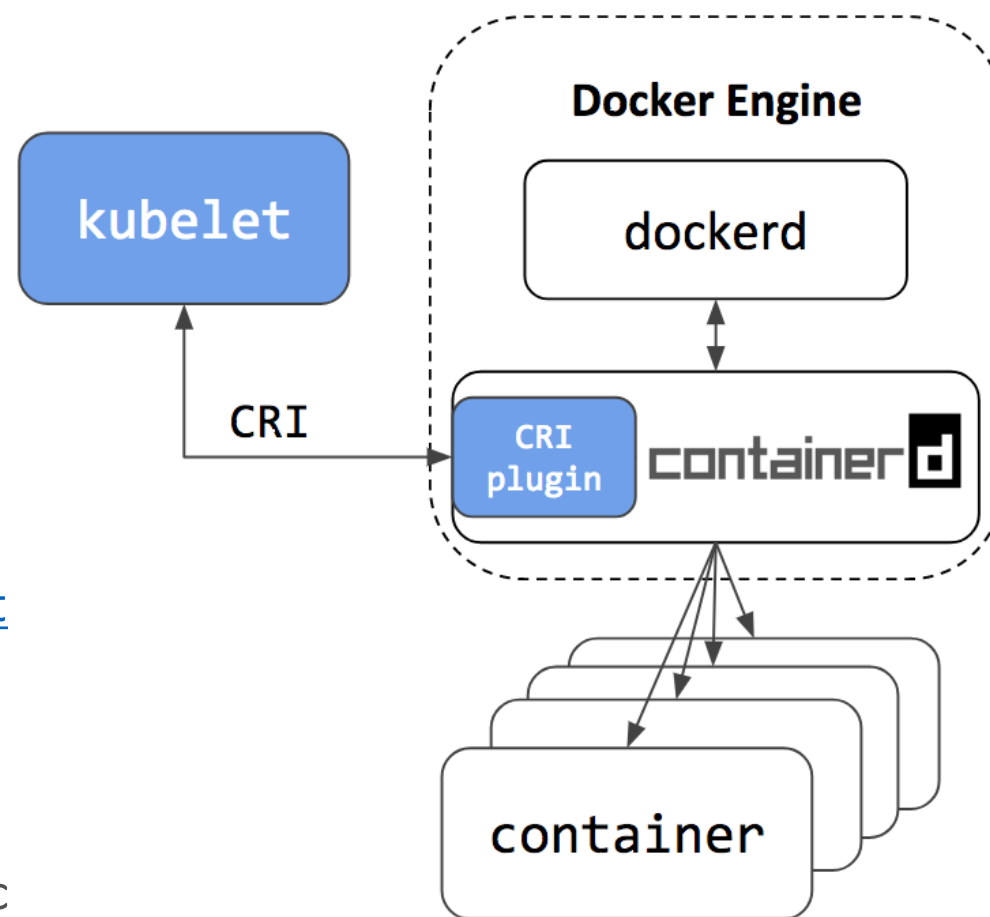 Docker Engine
kubelet
dockerd
CRI
CRI
plugin
containerd
t
container
c